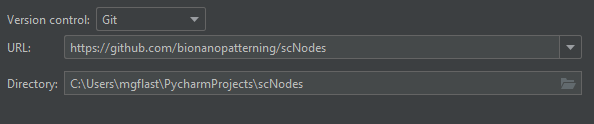 Version control: Git
URL: https://github.com/bionanopatterning/scNodes
Directory: C:\Users\mgflast\PycharmProjects\scNodes